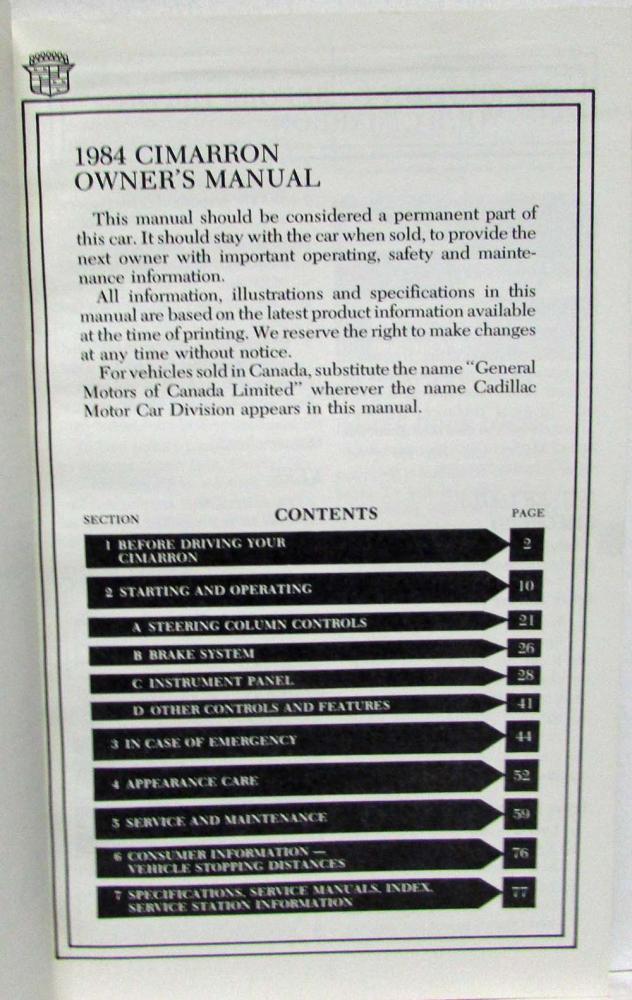 1984 CIMARRON
OWNER'S MANUAL
This manual should be considered a permanent part of
this car. It should stay with the car when sold, to provide the
next owner with important operating, safety and mainte-
nance information.
All information, illustrations and specifications in this
manual are based on the latest product information available
at the time of printing. We reserve the right to make changes
at any time without notice.
For vehicles sold in Canada, substitute the name "General
Motors of Canada Limited" wherever the name Cadillac
Motor Car Division appears in this manual.
SECTION CONTENTS PAGE
1 BEFORE DRIVING YOUR
CIMARRON 2
2 STARTING AND OPERATING 10
A STEERING COLUMN CONTROLS 21
B BRAKE SYSTEM 26
C INSTRUMENT PANEL 28
D OTHER CONTROLS AND FEATURES 41
3 IN CASE OF EMERGENCY 44
4 APPEARANCE CARE 52
5 SERVICE AND MAINTENANCE 59
6 CONSUMER INFORMATION —
VEHICLE STOPPING DISTANCES 76
7 SPECIFICATIONS, SERVICE MANUALS, INDEX,
SERVICE STATION INFORMATION 77